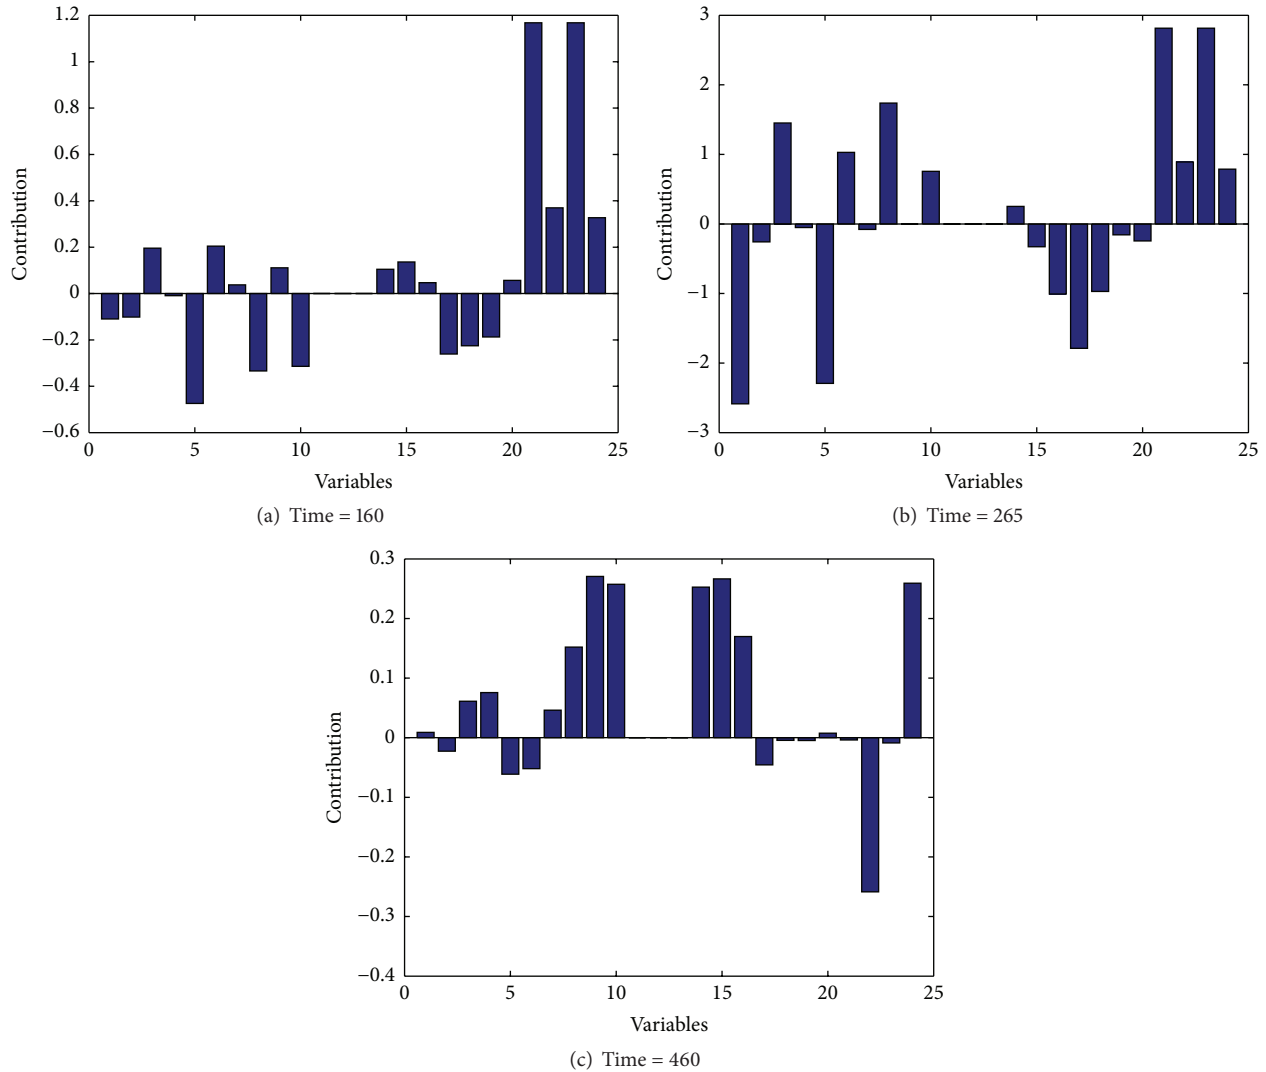 1.2
1
0.8
0.6
0.4
0.2
0
−0.2
−0.4
−0.6
Contribution
0 5 10 15 20 25
Variables
(a) Time = 160
3
2
1
0
−1
−2
−3
Contribution
0 5 10 15 20 25
Variables
(b) Time = 265
0.3
0.2
0.1
0
−0.1
−0.2
−0.3
−0.4
Contribution
0 5 10 15 20 25
Variables
(c) Time = 460